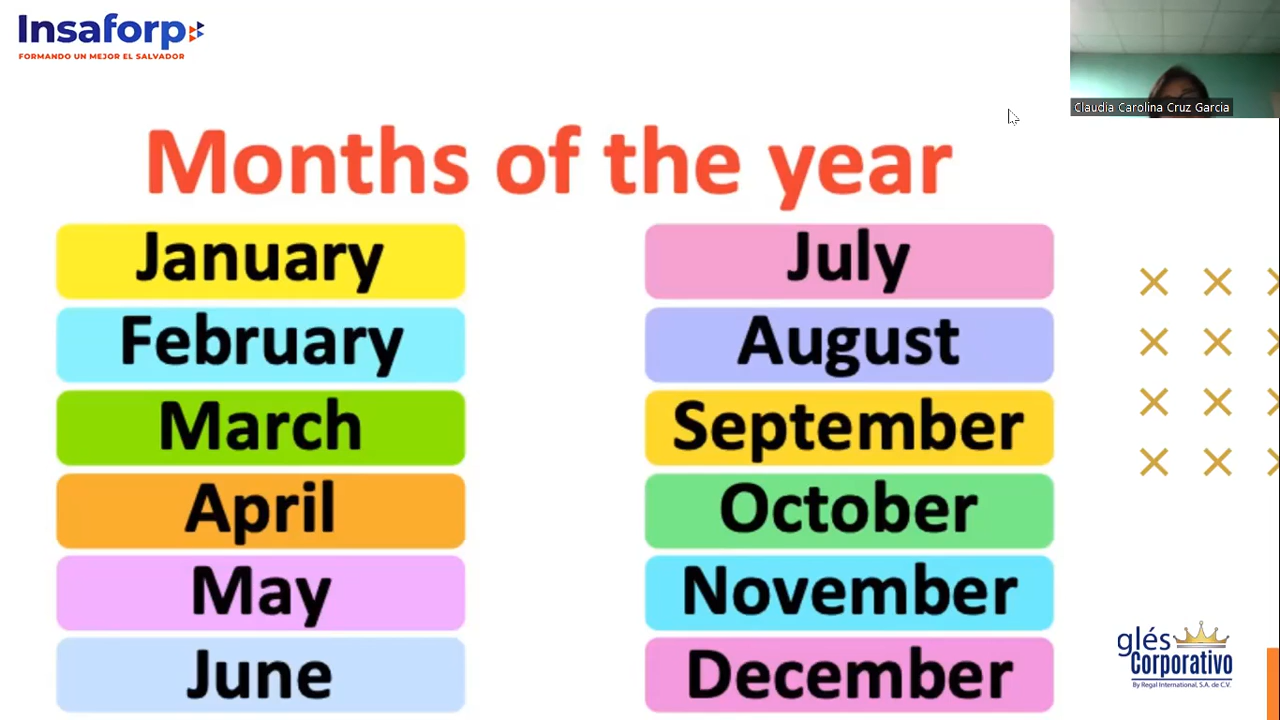 Insaforp
FORMANDO UN MEJOR EL SALVADOR
Claudia Carolina Cruz Garcia
Months of the year
January
February
March
April
May
June
July
August
September
October
November
December
glés
Corporativo
By Regal International, S.A. de C.V.